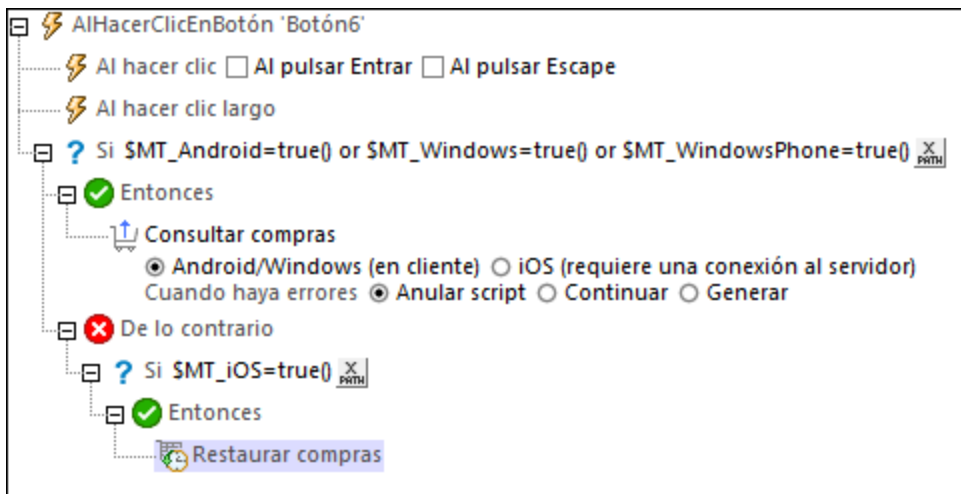 AlHacerClicEnBotón 'Botón6'
Al hacer clic Al pulsar Entrar Al pulsar Escape
Al hacer clic largo
Si $MT_Android=true() or $MT_Windows=true() or $MT_WindowsPhone=true() X PATH
Entonces
Consultar compras
Android/Windows (en cliente) iOS (requiere una conexión al servidor)
Cuando haya errores Anular script Continuar Generar
De lo contrario
Si $MT_iOS=true() X PATH
Entonces
Restaurar compras